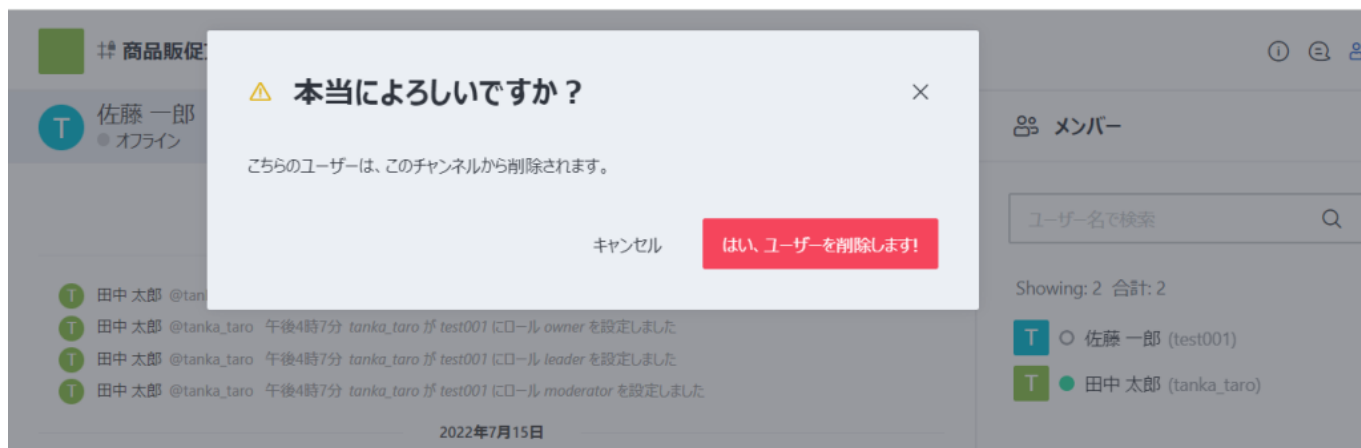 商品販促
本当によろしいですか？
T 佐藤 一郎
オフライン
こちらのユーザーは、このチャンネルから削除されます。
キャンセル はい、ユーザーを削除します!
メンバー
ユーザー名で検索
Showing: 2 合計: 2
T 佐藤 一郎 (test001)
T 田中 太郎 (tanka_taro)
T 田中 太郎
T 田中 太郎 @tanka_taro 午後4時7分 tanka_taro が test001 にロール owner を設定しました
T 田中 太郎 @tanka_taro 午後4時7分 tanka_taro が test001 にロール leader を設定しました
T 田中 太郎 @tanka_taro 午後4時7分 tanka_taro が test001 にロール moderator を設定しました
2022年7月15日